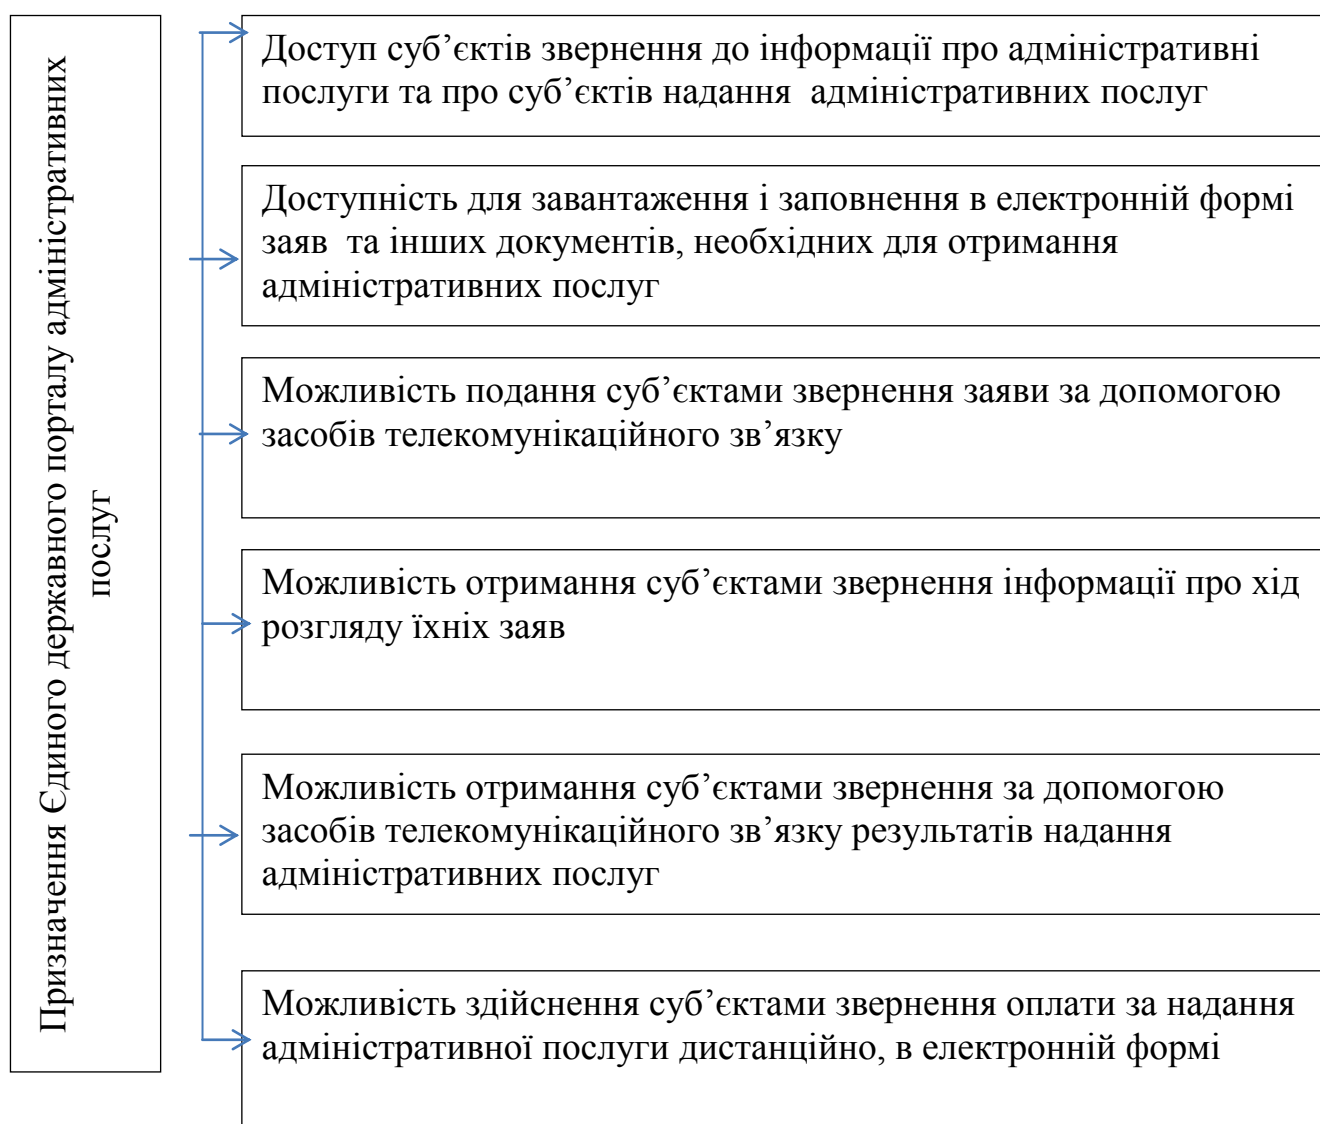 Призначення Єдиного державного порталу адміністративних
послуг
Доступ суб’єктів звернення до інформації про адміністративні
послуги та про суб’єктів надання  адміністративних послуг
Доступність для завантаження і заповнення в електронній формі
заяв  та інших документів, необхідних для отримання
адміністративних послуг
Можливість подання суб’єктами звернення заяви за допомогою
засобів телекомунікаційного зв’язку
Можливість отримання суб’єктами звернення інформації про хід
розгляду їхніх заяв
Можливість отримання суб’єктами звернення за допомогою
засобів телекомунікаційного зв’язку результатів надання
адміністративних послуг
Можливість здійснення суб’єктами звернення оплати за надання
адміністративної послуги дистанційно, в електронній формі